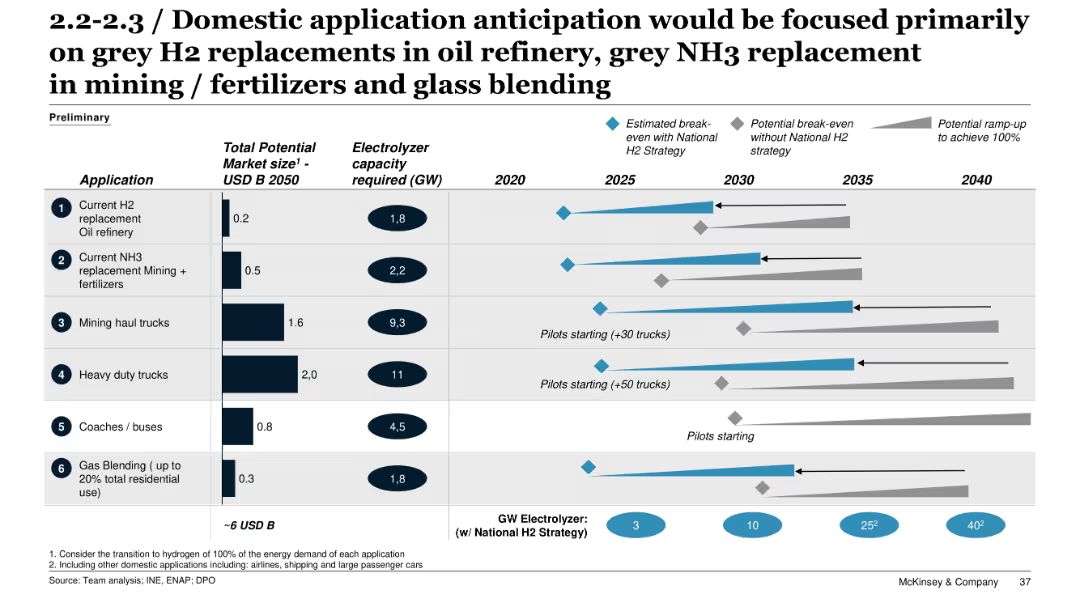 2.2-2.3 / Domestic application anticipation would be focused primarily
on grey H2 replacements in oil refinery, grey NH3 replacement
in mining / fertilizers and glass blending
Preliminary
Estimated break-
even with National
H2 Strategy
Potential break-even
without National H2
strategy
Potential ramp-up
to achieve 100%
Application
Total Potential
Market size¹ -
USD B 2050
Electrolyzer
capacity
required (GW)
2020
2025
2030
2035
2040
1
Current H2
replacement
Oil refinery
0.2
1,8
2
Current NH3
replacement Mining +
fertilizers
0.5
2,2
3
Mining haul trucks
1.6
9,3
Pilots starting (+30 trucks)
4
Heavy duty trucks
2,0
11
Pilots starting (+50 trucks)
5
Coaches / buses
0.8
4,5
Pilots starting
6
Gas Blending ( up to
20% total residential
use)
0.3
1,8
~6 USD B
GW Electrolyzer:
(w/ National H2 Strategy)
3
10
25²
40²
1. Consider the transition to hydrogen of 100% of the energy demand of each application
2. Including other domestic applications including: airlines, shipping and large passenger cars
Source: Team analysis; INE, ENAP; DPO
McKinsey & Company 37